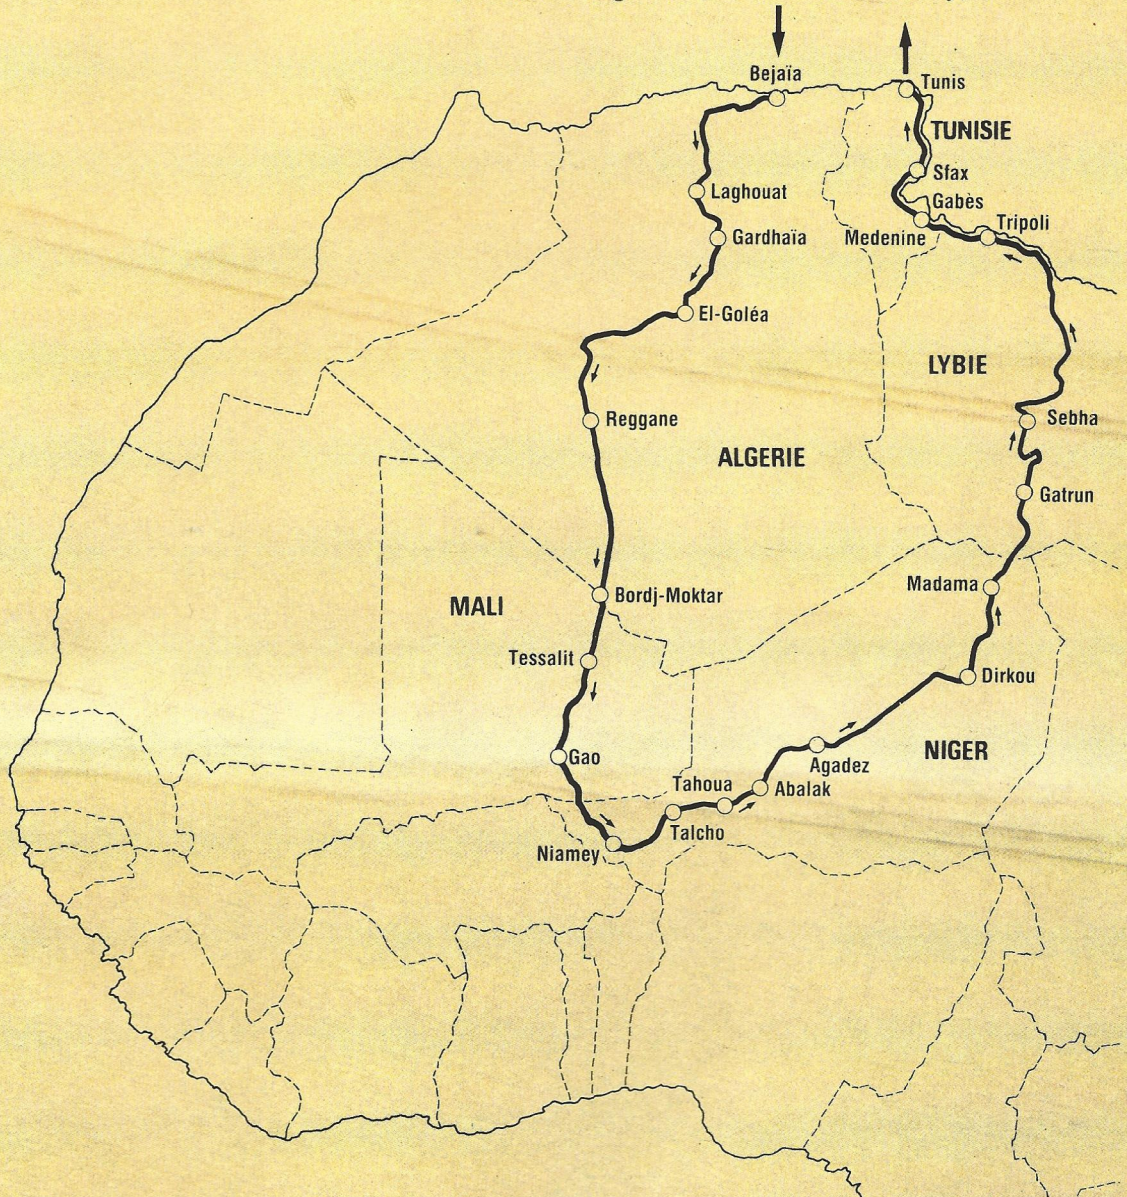 Bejaïa
Tunis
TUNISIE
Sfax
Laghouat
Gabès
Tripoli
Gardhaïa
Medenine
El-Goléa
LYBIE
Reggane
Sebha
ALGERIE
Gatrun
Madama
Bordj-Moktar
MALI
Tessalit
Dirkou
NIGER
Gao
Agadez
Tahoua
Abalak
Talcho
Niamey